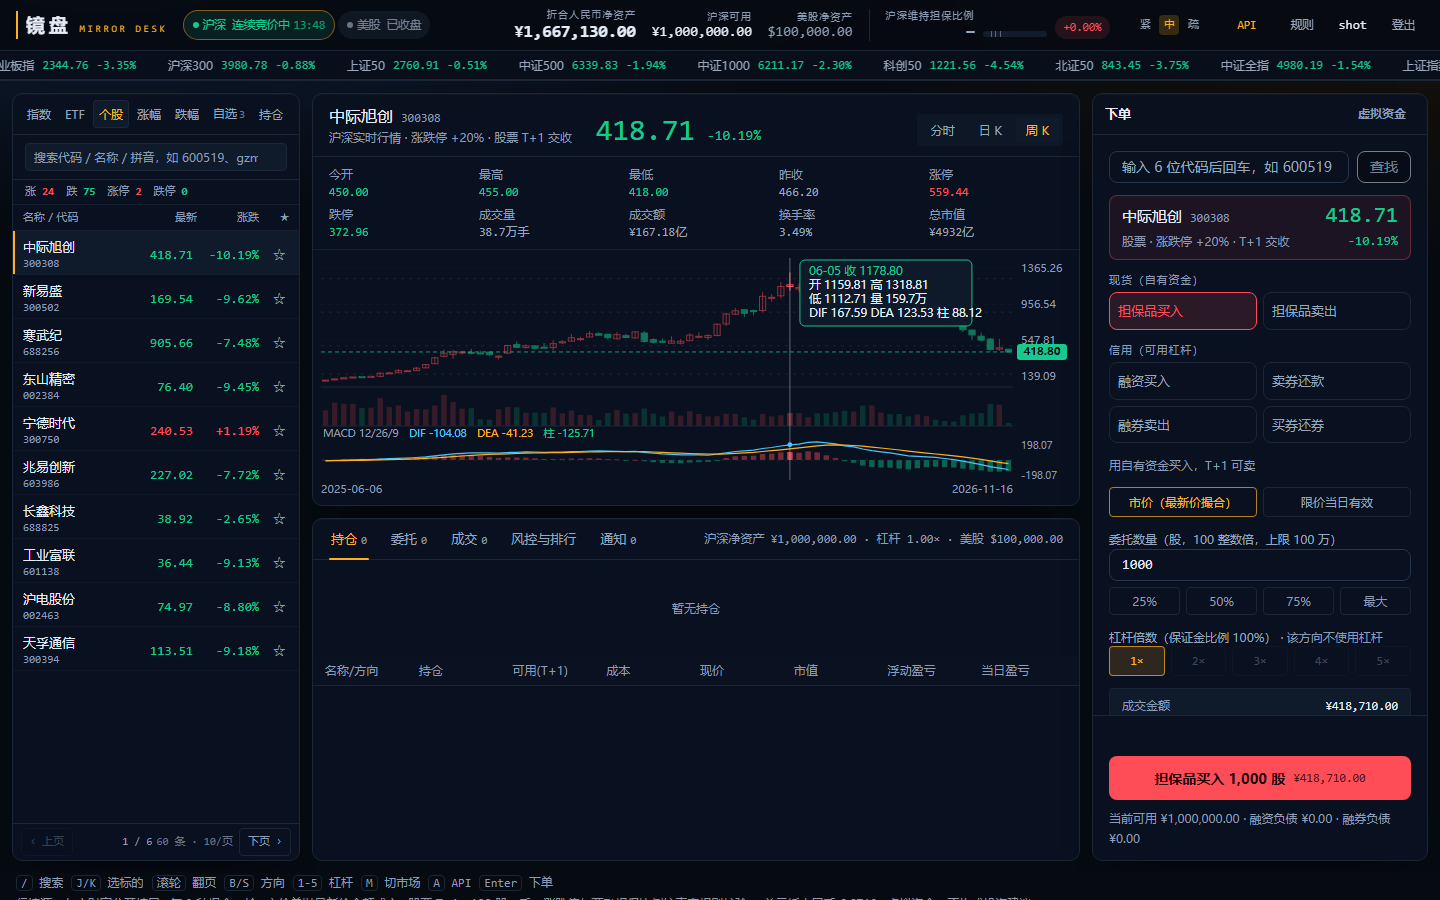 镜盘 MIRROR DESK
沪深 连续竞价中 13:48
美股 已收盘
折合人民币净资产
¥1,667,130.00
沪深可用
¥1,000,000.00
美股净资产
$100,000.00
沪深维持担保比例
—
+0.00%
紧 中 疏
API
规则
shot
登出
业板指 2344.76 -3.35%
沪深300 3980.78 -0.88%
上证50 2760.91 -0.51%
中证500 6339.83 -1.94%
中证1000 6211.17 -2.30%
科创50 1221.56 -4.54%
北证50 843.45 -3.75%
中证全指 4980.19 -1.54%
上证指
指数 ETF 个股 涨幅 跌幅 自选3 持仓
搜索代码 / 名称 / 拼音，如 600519、gzm
涨 24 跌 75 涨停 2 跌停 0
名称 / 代码 最新 涨跌 ★
中际旭创 418.71 -10.19% ☆
300308
新易盛 169.54 -9.62% ☆
300502
寒武纪 905.66 -7.48% ☆
688256
东山精密 76.40 -9.45% ☆
002384
宁德时代 240.53 +1.19% ☆
300750
兆易创新 227.02 -7.72% ☆
603986
长鑫科技 38.92 -2.65% ☆
688825
工业富联 36.44 -9.13% ☆
601138
沪电股份 74.97 -8.80% ☆
002463
天孚通信 113.51 -9.18% ☆
300394
‹ 上页 1 / 6 60 条 · 10/页 下页 ›
中际旭创 300308
沪深实时行情 · 涨跌停 +20% · 股票 T+1 交收
418.71 -10.19%
分时 日 K 周 K
今开 最高 最低 昨收 涨停
450.00 455.00 418.00 466.20 559.44
跌停 成交量 成交额 换手率 总市值
372.96 38.7万手 ¥167.18亿 3.49% ¥4932亿
06-05 收 1178.80
开 1159.81 高 1318.81
低 1112.71 量 159.7万
DIF 167.59 DEA 123.53 柱 88.12
1365.26
956.54
547.81
418.80
139.09
MACD 12/26/9 DIF -104.08 DEA -41.23 柱 -125.71
198.07
-198.07
2025-06-06 2026-11-16
持仓 0 委托 0 成交 0 风控与排行 通知 0
沪深净资产 ¥1,000,000.00 · 杠杆 1.00× · 美股 $100,000.00
暂无持仓
名称/方向 持仓 可用(T+1) 成本 现价 市值 浮动盈亏 当日盈亏
下单 虚拟资金
输入 6 位代码后回车，如 600519 查找
中际旭创 300308 418.71
股票 · 涨跌停 +20% · T+1 交收 -10.19%
现货（自有资金）
担保品买入 担保品卖出
信用（可用杠杆）
融资买入 卖券还款
融券卖出 买券还券
用自有资金买入，T+1 可卖
市价（最新价撮合） 限价当日有效
委托数量（股，100 整数倍，上限 100 万）
1000
25% 50% 75% 最大
杠杆倍数（保证金比例 100%） · 该方向不使用杠杆
1× 2× 3× 4× 5×
成交金额 ¥418,710.00
担保品买入 1,000 股 ¥418,710.00
当前可用 ¥1,000,000.00 · 融资负债 ¥0.00 · 融券负债
¥0.00
/ 搜索 J/K 选标的 滚轮 翻页 B/S 方向 1-5 杠杆 M 切市场 A API Enter 下单